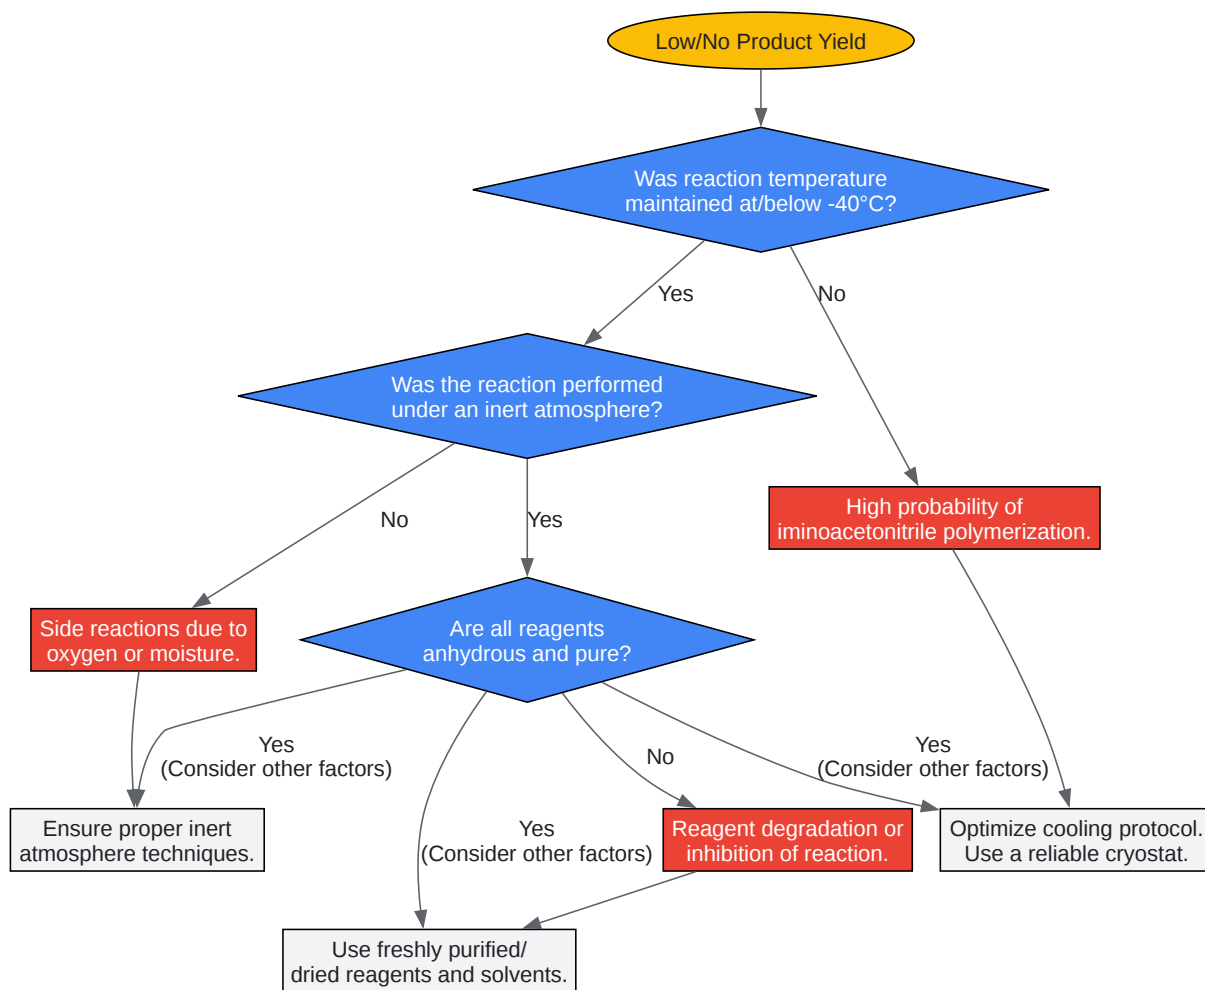 Low/No Product Yield
Was reaction temperature
maintained at/below -40°C?
Yes
No
Was the reaction performed
under an inert atmosphere?
No
Yes
High probability of
iminoacetonitrile polymerization.
Side reactions due to
oxygen or moisture.
Are all reagents
anhydrous and pure?
Yes
(Consider other factors)
No
Yes
(Consider other factors)
Ensure proper inert
atmosphere techniques.
Yes
(Consider other factors)
Reagent degradation or
inhibition of reaction.
Optimize cooling protocol.
Use a reliable cryostat.
Use freshly purified/
dried reagents and solvents.